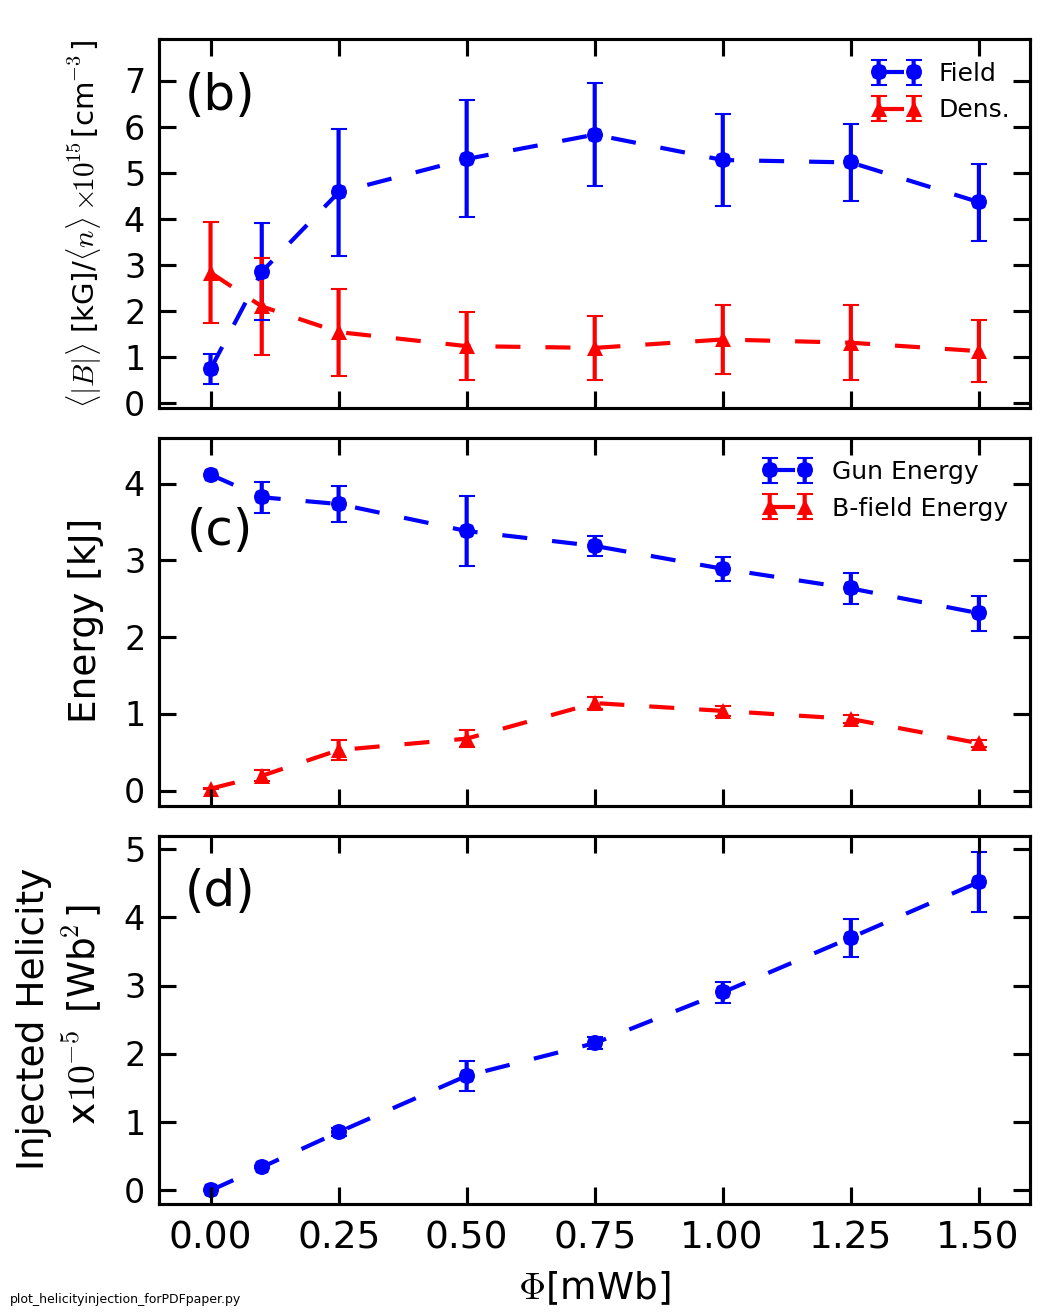 (b)
Field
Dens.
⟨|B|⟩ [kG]/⟨n⟩ ×10¹⁵ [cm⁻³]
7
6
5
4
3
2
1
0
(c)
Gun Energy
B-field Energy
Energy [kJ]
4
3
2
1
0
(d)
Injected Helicity
x10⁻⁵ [Wb²]
5
4
3
2
1
0
0.00 0.25 0.50 0.75 1.00 1.25 1.50
Φ[mWb]
plot_helicityinjection_forPDFpaper.py